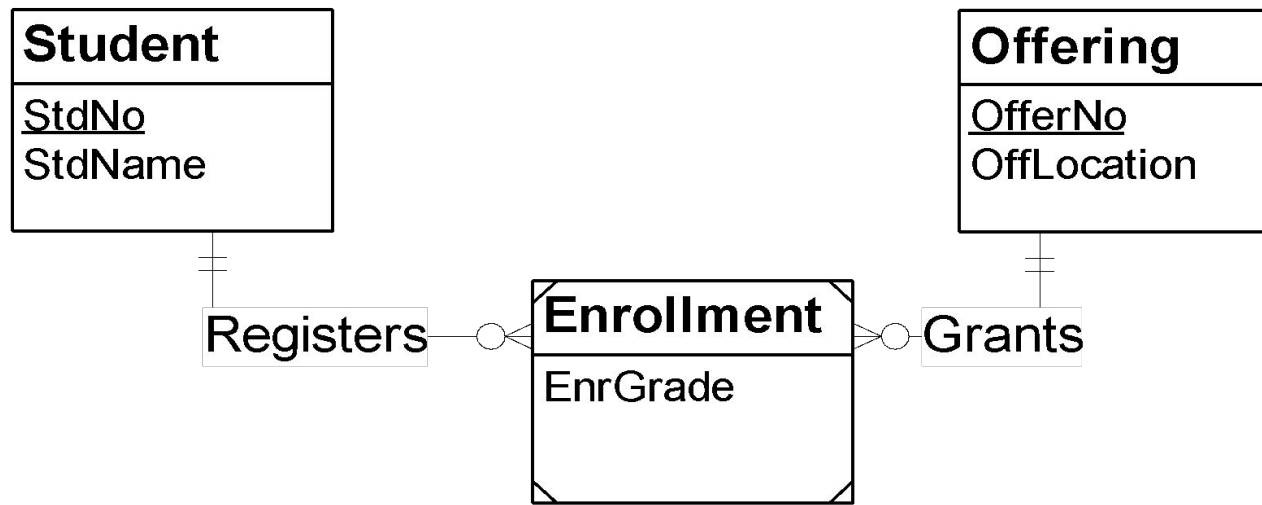 Student
StdNo
StdName
Offering
OfferNo
OffLocation
Registers
Enrollment
EnrGrade
Grants